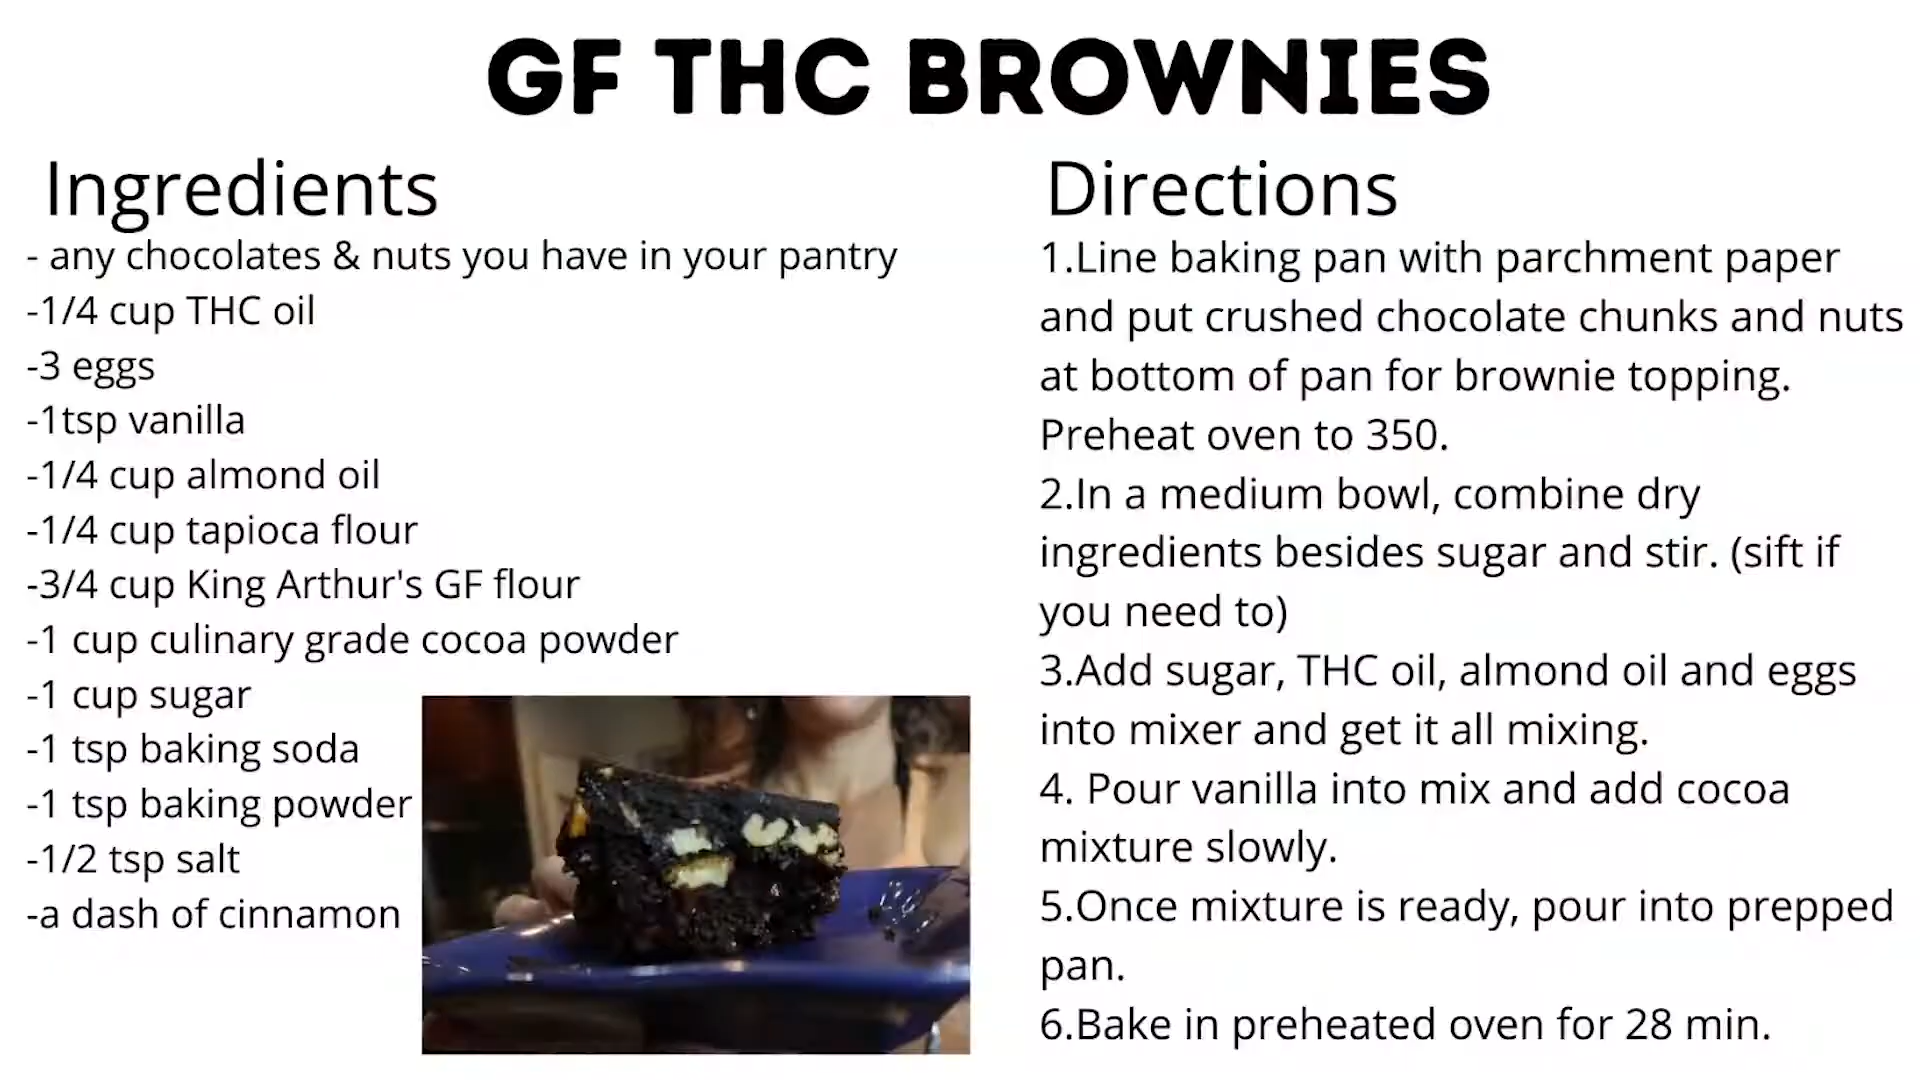 GF THC BROWNIES
Ingredients
- any chocolates & nuts you have in your pantry
-1/4 cup THC oil
-3 eggs
-1tsp vanilla
-1/4 cup almond oil
-1/4 cup tapioca flour
-3/4 cup King Arthur's GF flour
-1 cup culinary grade cocoa powder
-1 cup sugar
-1 tsp baking soda
-1 tsp baking powder
-1/2 tsp salt
-a dash of cinnamon
Directions
1.Line baking pan with parchment paper
and put crushed chocolate chunks and nuts
at bottom of pan for brownie topping.
Preheat oven to 350.
2.In a medium bowl, combine dry
ingredients besides sugar and stir. (sift if
you need to)
3.Add sugar, THC oil, almond oil and eggs
into mixer and get it all mixing.
4. Pour vanilla into mix and add cocoa
mixture slowly.
5.Once mixture is ready, pour into prepped
pan.
6.Bake in preheated oven for 28 min.